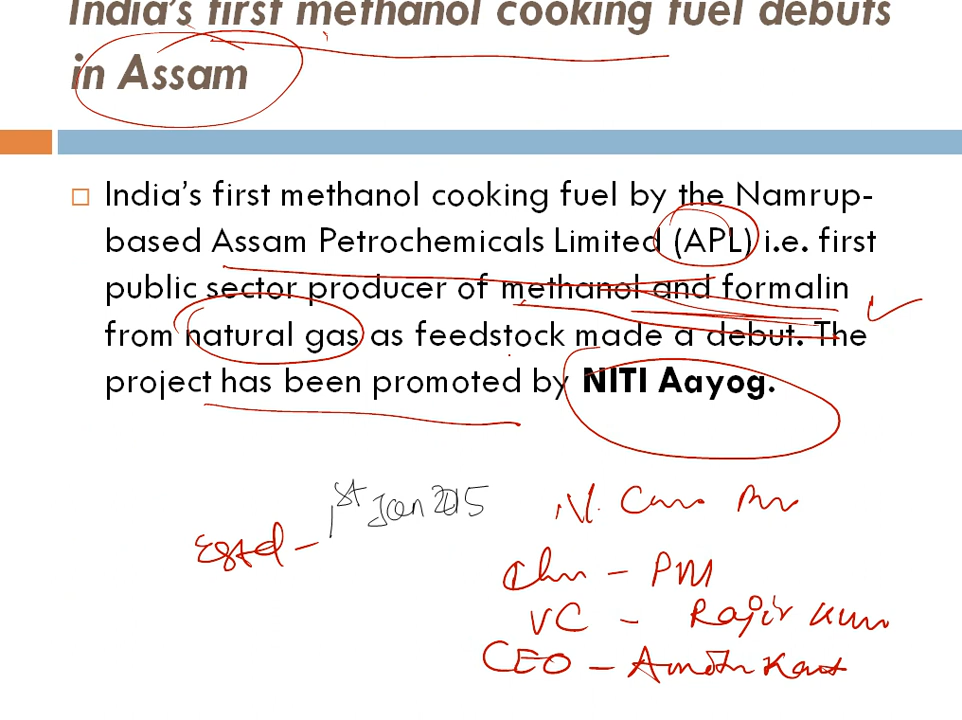 India's first methanol cooking fuel debuts
in Assam
India's first methanol cooking fuel by the Namrup-
based Assam Petrochemicals Limited (APL) i.e. first
public sector producer of methanol and formalin
from natural gas as feedstock made a debut. The
project has been promoted by NITI Aayog.
Estd - 1st Jan 2015
PM
VC - Rajiv Kum
CEO - Amitabh Kant